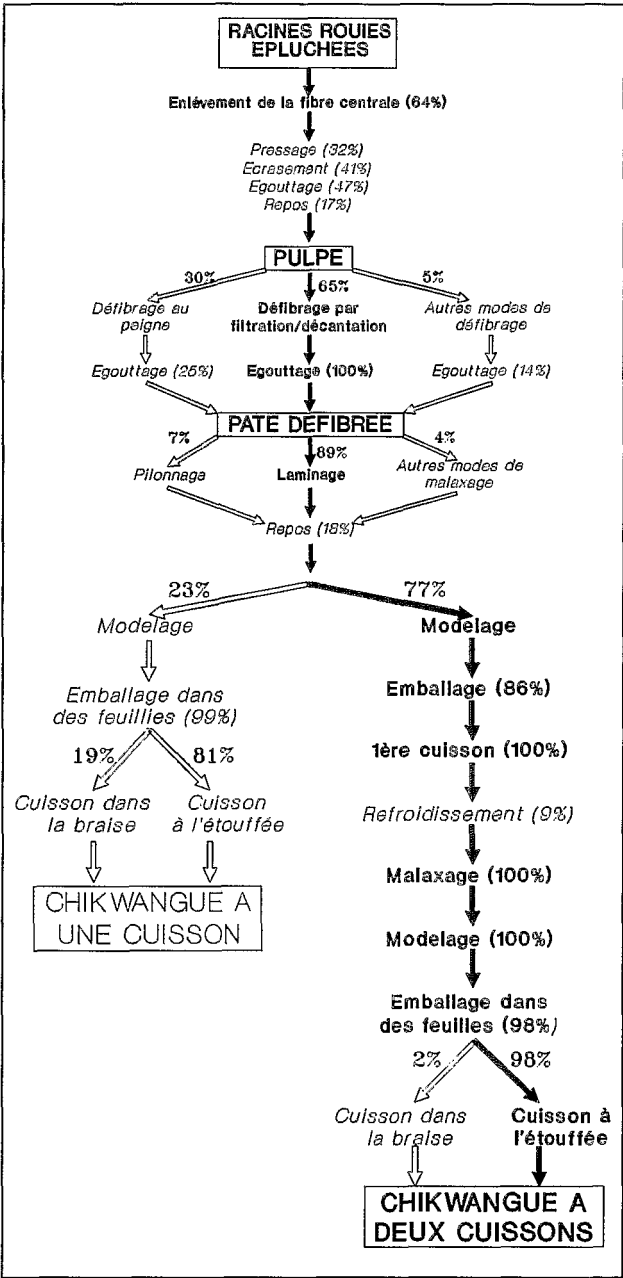 RACINES ROUIES
EPLUCHEES
Enlévement de la fibre centrale (64%)
Pressage (32%)
Ecrasement (41%)
Egouttage (47%)
Repos (17%)
PULPE
30%
65%
5%
Défibrage au
peigne
Défibrage par
filtration/décantation
Autres modes de
défibrage
Egouttage (25%)
Egouttage (100%)
Egouttage (14%)
PATE DEFIBREE
7%
89%
4%
Pilonnage
Laminage
Autres modes de
malaxage
Repos (18%)
23%
77%
Modelage
Modelage
Emballage dans
des feuillies (99%)
19%
81%
Cuisson dans
la braise
Cuisson
à l'étouffée
CHIKWANGUE A
UNE CUISSON
Emballage (86%)
1ère cuisson (100%)
Refroidissement (9%)
Malaxage (100%)
Modelage (100%)
Emballage dans
des feuilles (98%)
2%
98%
Cuisson dans
la braise
Cuisson à
l'étouffée
CHIKWANGUE A
DEUX CUISSONS